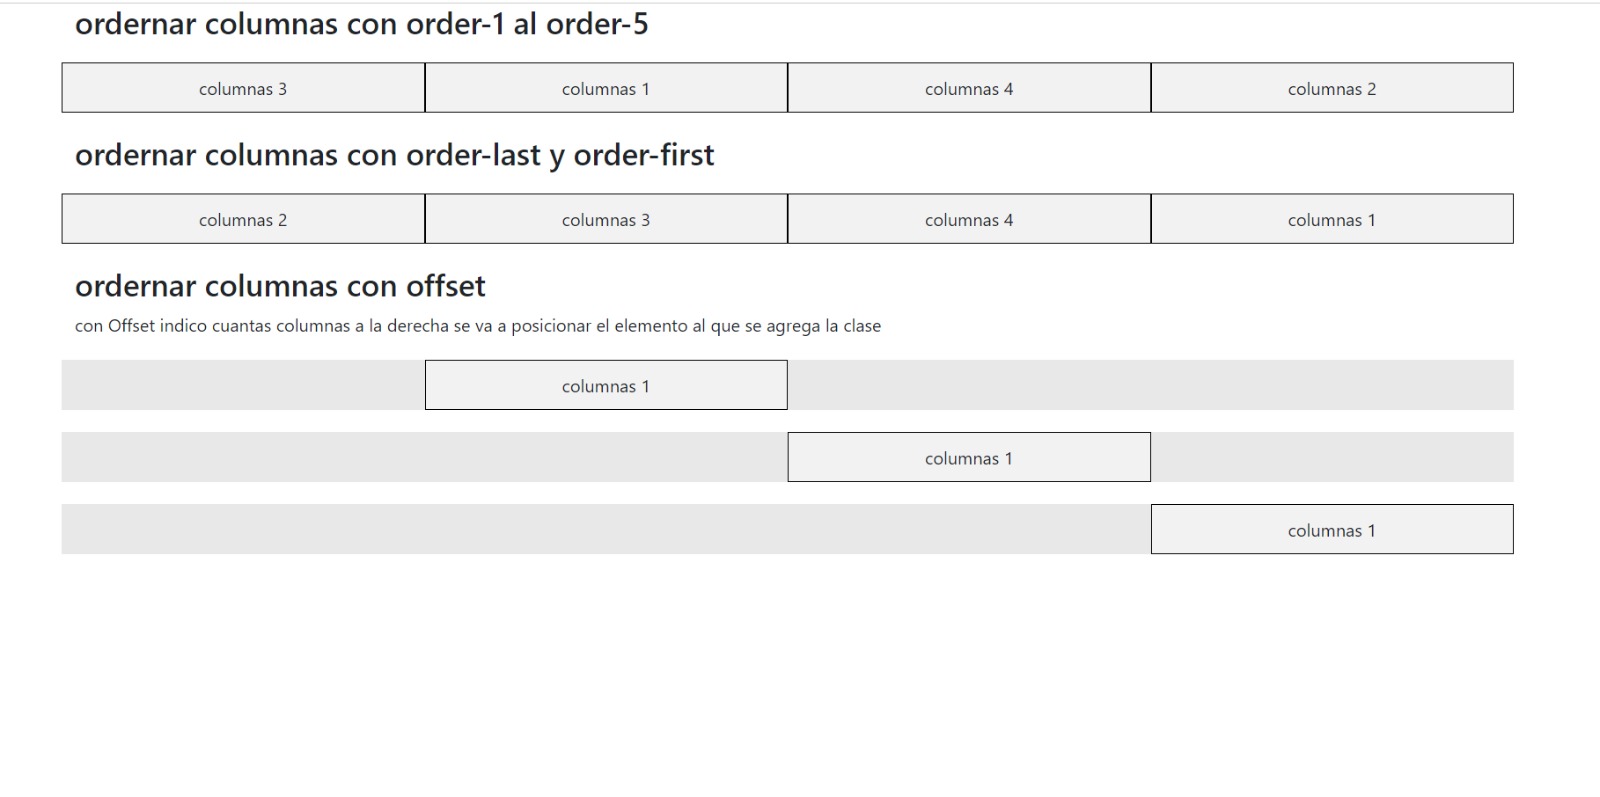 ordernar columnas con order-1 al order-5
columnas 3 columnas 1 columnas 4 columnas 2
ordernar columnas con order-last y order-first
columnas 2 columnas 3 columnas 4 columnas 1
ordernar columnas con offset
con Offset indico cuantas columnas a la derecha se va a posicionar el elemento al que se agrega la clase
columnas 1
columnas 1
columnas 1